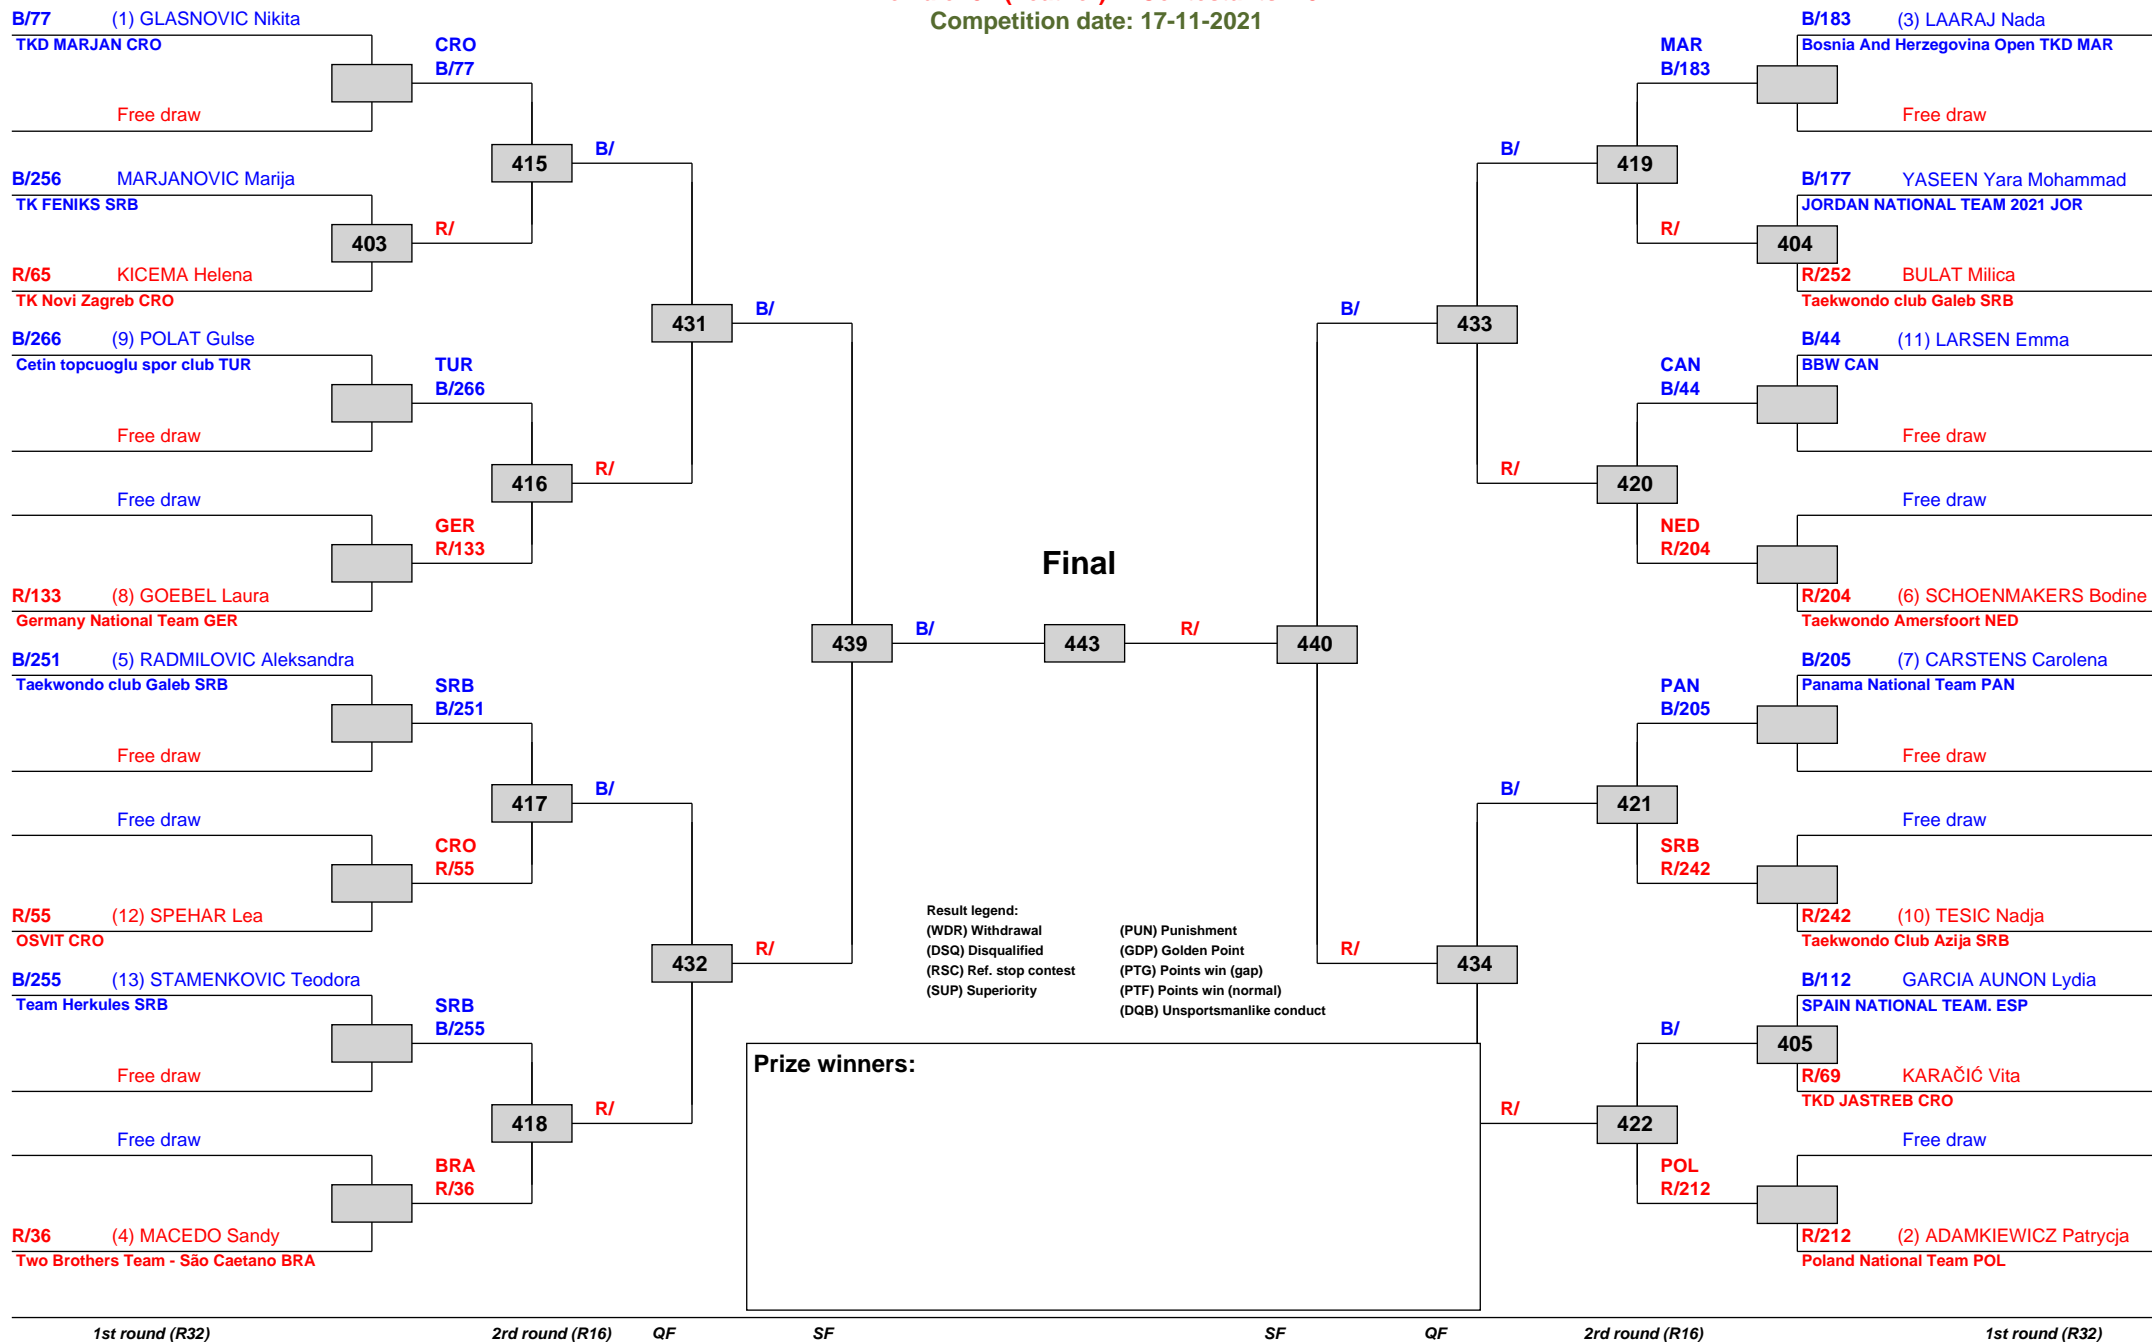 Competition date: 17-11-2021
B/77 (1) GLASNOVIC Nikita
TKD MARJAN CRO
CRO
B/77
Free draw
415
B/
B/256 MARJANOVIC Marija
TK FENIKS SRB
403
R/
R/65 KICEMA Helena
TK Novi Zagreb CRO
431
B/
B/266 (9) POLAT Gulse
Cetin topcuoglu spor club TUR
TUR
B/266
Free draw
416
R/
Free draw
GER
R/133
R/133 (8) GOEBEL Laura
Germany National Team GER
439
B/
B/251 (5) RADMILOVIC Aleksandra
Taekwondo club Galeb SRB
SRB
B/251
Free draw
417
B/
Free draw
CRO
R/55
R/55 (12) SPEHAR Lea
OSVIT CRO
432
R/
B/255 (13) STAMENKOVIC Teodora
Team Herkules SRB
SRB
B/255
Free draw
418
R/
Free draw
BRA
R/36
R/36 (4) MACEDO Sandy
Two Brothers Team - São Caetano BRA
Final
443
R/
440
Result legend:
(WDR) Withdrawal
(DSQ) Disqualified
(RSC) Ref. stop contest
(SUP) Superiority
(PUN) Punishment
(GDP) Golden Point
(PTG) Points win (gap)
(PTF) Points win (normal)
(DQB) Unsportsmanlike conduct
Prize winners:
B/183 (3) LAARAJ Nada
Bosnia And Herzegovina Open TKD MAR
MAR
B/183
Free draw
B/
419
B/177 YASEEN Yara Mohammad
JORDAN NATIONAL TEAM 2021 JOR
R/
404
R/252 BULAT Milica
Taekwondo club Galeb SRB
B/
433
B/44 (11) LARSEN Emma
BBW CAN
CAN
B/44
Free draw
R/
420
Free draw
NED
R/204
R/204 (6) SCHOENMAKERS Bodine
Taekwondo Amersfoort NED
B/205 (7) CARSTENS Carolena
Panama National Team PAN
PAN
B/205
Free draw
B/
421
Free draw
SRB
R/242
R/242 (10) TESIC Nadja
Taekwondo Club Azija SRB
R/
434
B/112 GARCIA AUNON Lydia
SPAIN NATIONAL TEAM. ESP
B/
405
R/69 KARAČIĆ Vita
TKD JASTREB CRO
R/
422
Free draw
POL
R/212
R/212 (2) ADAMKIEWICZ Patrycja
Poland National Team POL
1st round (R32) 2rd round (R16) QF SF SF QF 2rd round (R16) 1st round (R32)